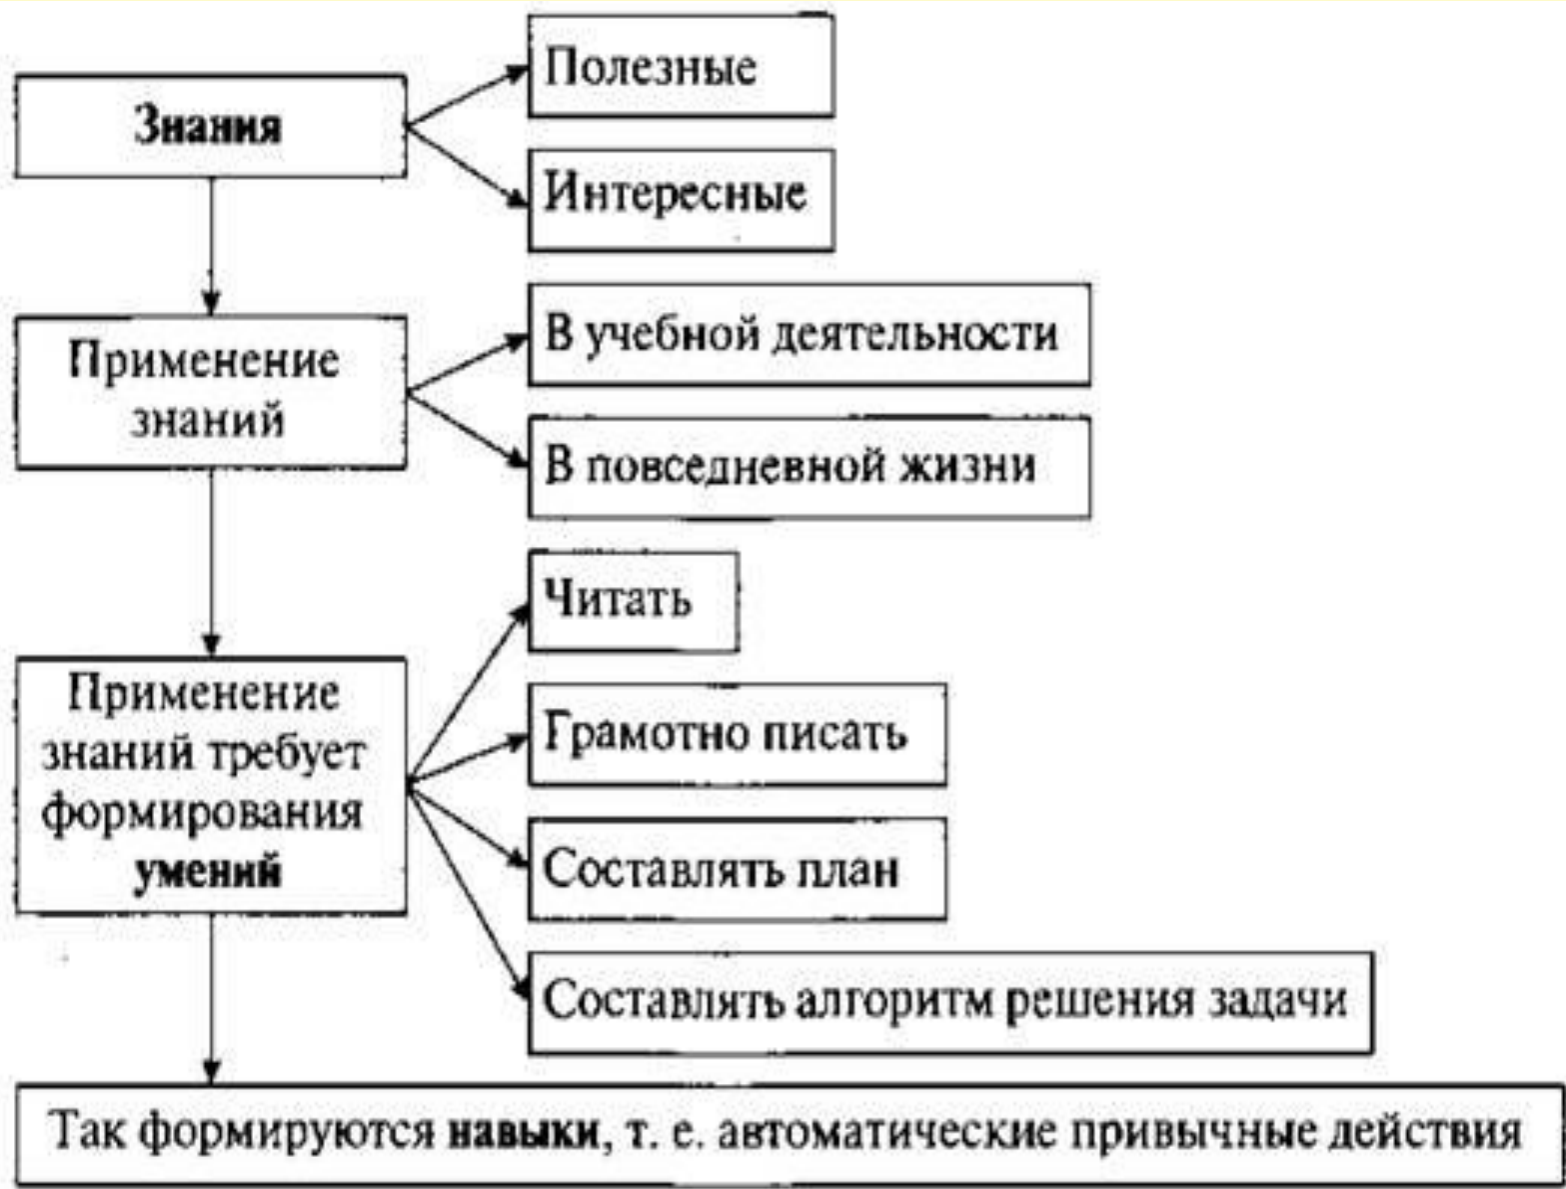 Знания
Полезные
Интересные
Применение
знаний
В учебной деятельности
В повседневной жизни
Применение
знаний требует
формирования
умений
Читать
Грамотно писать
Составлять план
Составлять алгоритм решения задачи
Так формируются навыки, т. е. автоматические привычные действия